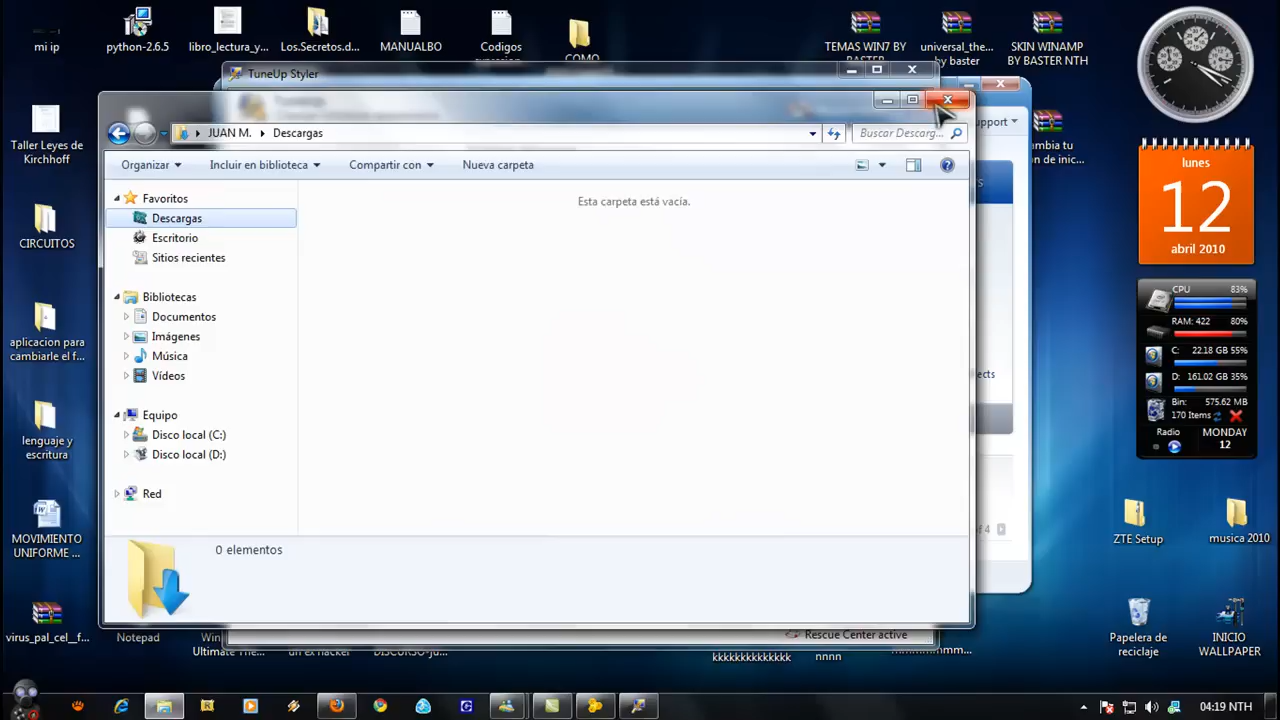 mi ip
python-2.6.5
libro_lectura_y...
Los.Secretos.d...
MANUALBO
Codigos
COMO
TEMAS WIN7 BY
BASTER
universal_the...
by baster
SKIN WINAMP
BY BASTER NTH
TuneUp Styler
JUAN M.
Descargas
Buscar Descarg...
Organizar
Incluir en biblioteca
Compartir con
Nueva carpeta
Favoritos
Descargas
Escritorio
Sitios recientes
Bibliotecas
Documentos
Imágenes
Música
Vídeos
Equipo
Disco local (C:)
Disco local (D:)
Red
Esta carpeta está vacía.
0 elementos
Rescue Center active
Taller Leyes de
Kirchhoff
CIRCUITOS
aplicacion para
cambiarle el f...
lenguaje y
escritura
MOVIMIENTO
UNIFORME ...
virus_pal_cel__f...
Notepad
Win
Ultimate The...
un ex hacker
kkkkkkkkkkkkkk
nnnn
lunes
12
abril 2010
CPU 83%
RAM: 422 80%
C: 22.18 GB 55%
D: 161.02 GB 35%
Bin: 575.62 MB
170 Items
Radio
MONDAY
12
ZTE Setup
musica 2010
Papelera de
reciclaje
INICIO
WALLPAPER
04:19 NTH